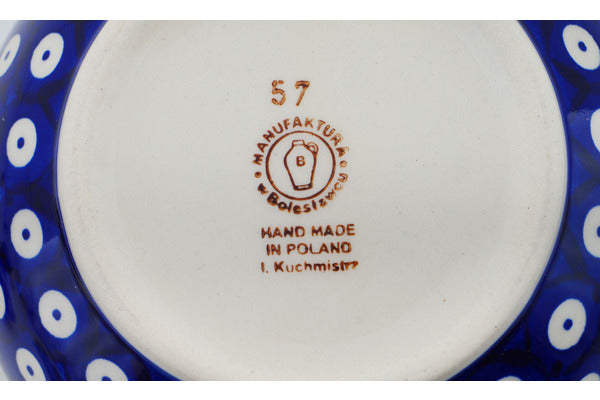 57
MANUFAKTURA
B
w Bolesławcu
HAND MADE
IN POLAND
I. Kuchmistrz